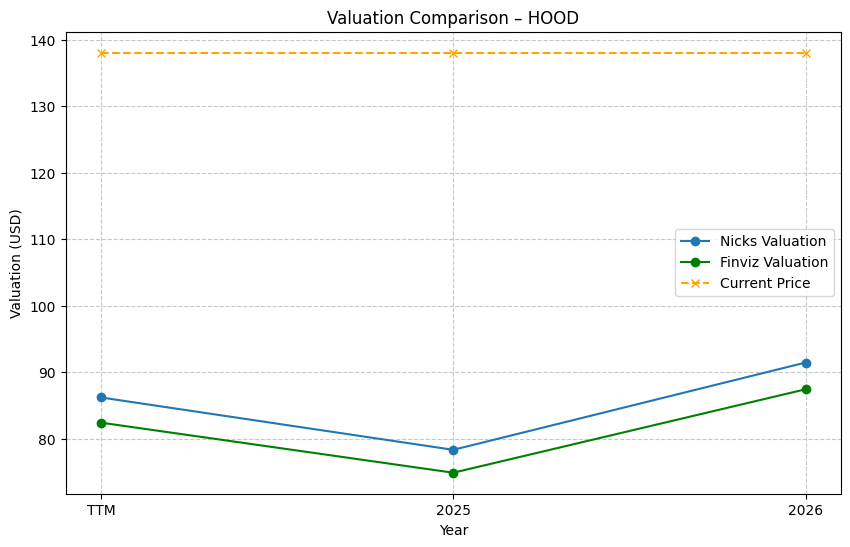 Valuation Comparison – HOOD
140
130
120
110
100
90
80
Valuation (USD)
Nicks Valuation
Finviz Valuation
Current Price
TTM 2025 2026
Year